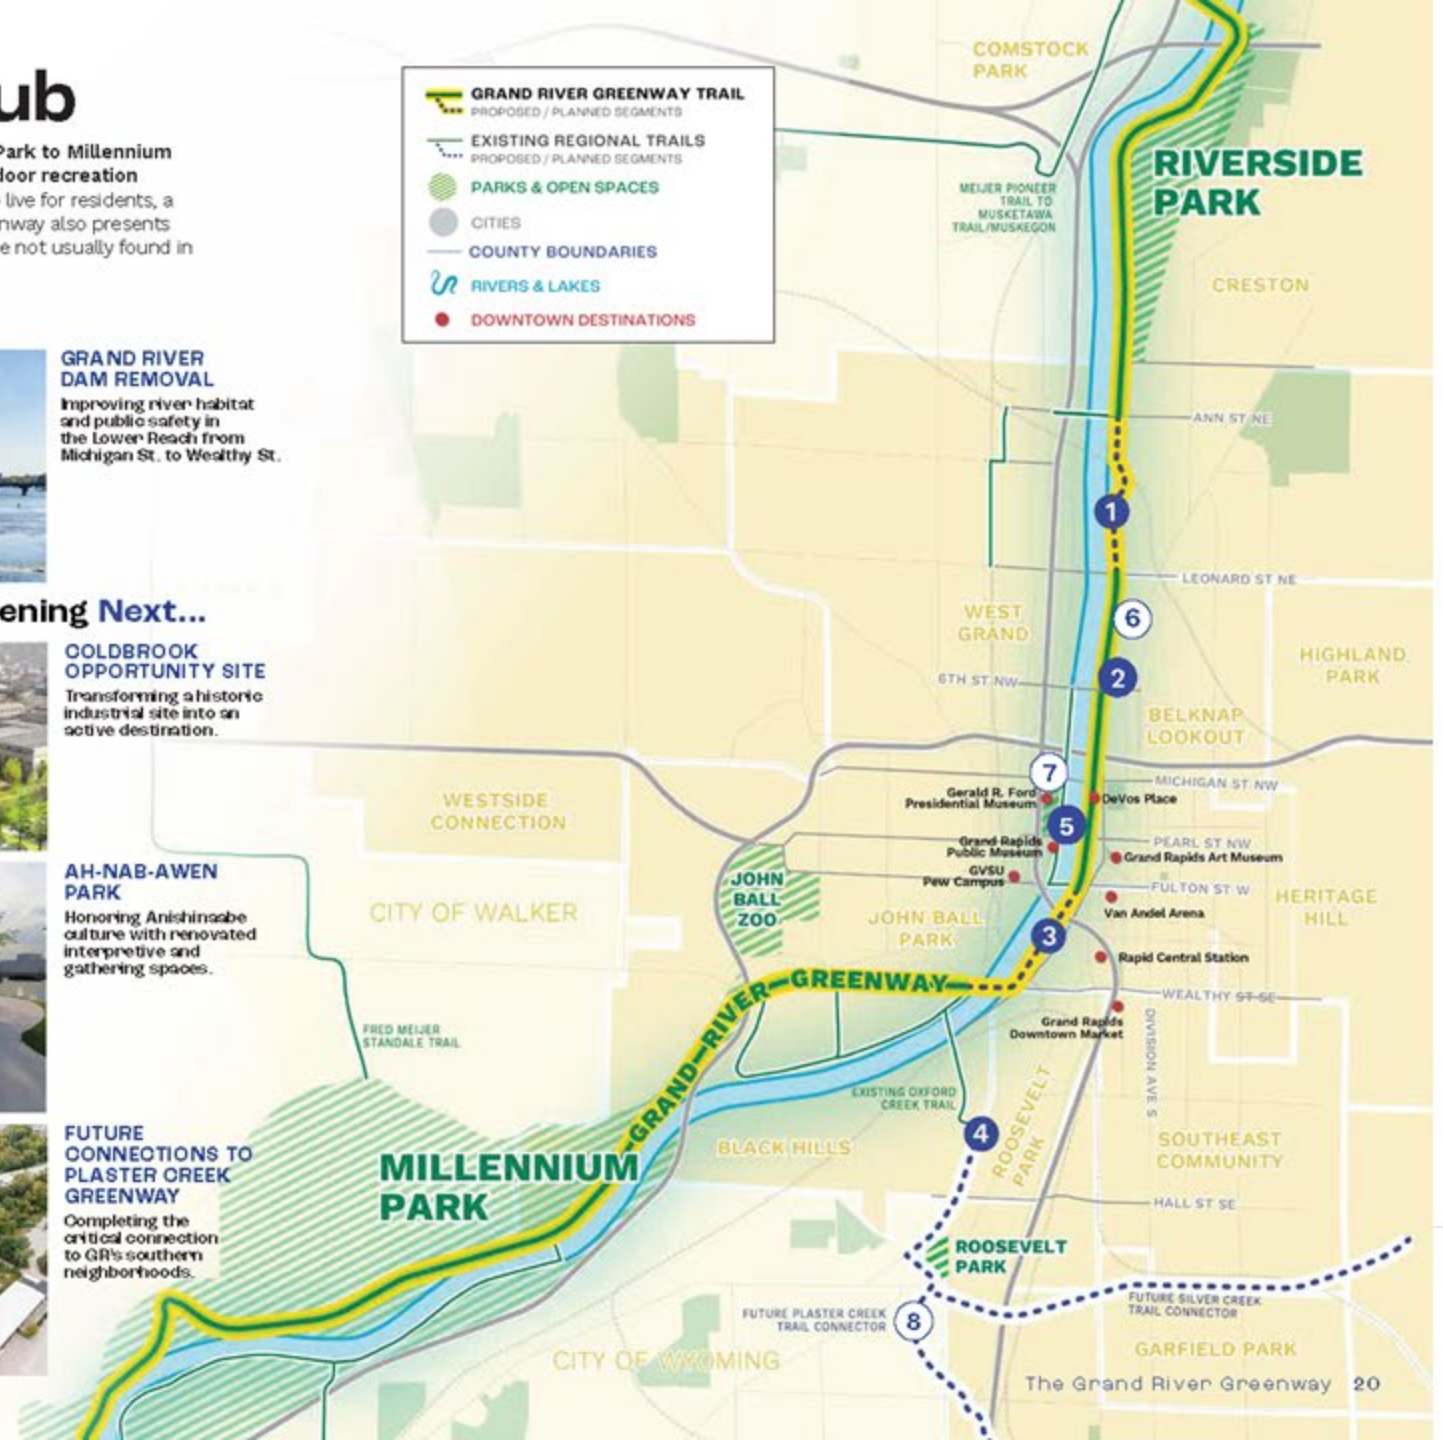 ub
Park to Millennium
door recreation
live for residents, a
nway also presents
e not usually found in
GRAND RIVER
DAM REMOVAL
Improving river habitat
and public safety in
the Lower Reach from
Michigan St. to Wealthy St.
ening Next...
COLDBROOK
OPPORTUNITY SITE
Transforming a historic
industrial site into an
active destination.
AH-NAB-AWEN
PARK
Honoring Anishinaabe
culture with renovated
interpretive and
gathering spaces.
FUTURE
CONNECTIONS TO
PLASTER CREEK
GREENWAY
Completing the
critical connection
to GR's southern
neighborhoods.
GRAND RIVER GREENWAY TRAIL
PROPOSED / PLANNED SEGMENTS
EXISTING REGIONAL TRAILS
PROPOSED / PLANNED SEGMENTS
PARKS & OPEN SPACES
CITIES
COUNTY BOUNDARIES
RIVERS & LAKES
DOWNTOWN DESTINATIONS
COMSTOCK
PARK
RIVERSIDE
PARK
MEIJER PIONEER
TRAIL TO
MUSKETAWA
TRAIL/MUSKEGON
CRESTON
ANN ST NE
1
LEONARD ST NE
WEST
GRAND
6
HIGHLAND
PARK
6TH ST NW
2
BELKNAP
LOOKOUT
7
MICHIGAN ST NW
Gerald R. Ford
Presidential Museum
DeVos Place
WESTSIDE
CONNECTION
5
Grand Rapids
Public Museum
PEARL ST NW
Grand Rapids Art Museum
GVSU
Pew Campus
FULTON ST W
JOHN
BALL
ZOO
CITY OF WALKER
JOHN BALL
PARK
HERITAGE
HILL
Van Andel Arena
3
Rapid Central Station
GRAND RIVER GREENWAY
WEALTHY ST SE
Grand Rapids
Downtown Market
DIVISION AVE S
FRED MEIJER
STANDALE TRAIL
EXISTING OXFORD
CREEK TRAIL
4
ROOSEVELT
PARK
BLACK HILLS
SOUTHEAST
COMMUNITY
MILLENNIUM
PARK
HALL ST SE
ROOSEVELT
PARK
FUTURE SILVER CREEK
TRAIL CONNECTOR
FUTURE PLASTER CREEK
TRAIL CONNECTOR
8
CITY OF WYOMING
GARFIELD PARK
The Grand River Greenway 20